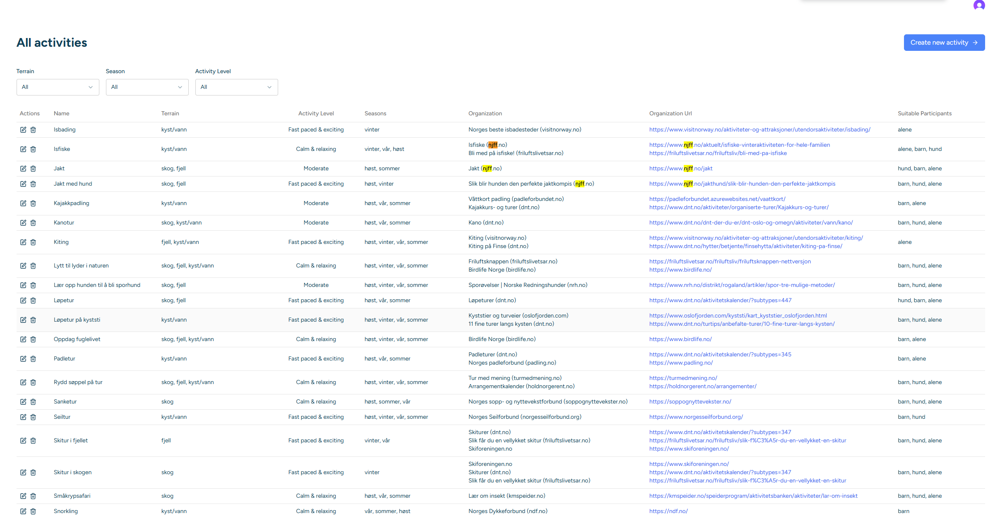 All activities
Create new activity
Terrain Season Activity Level
All All All
Actions Name Terrain Activity Level Seasons Organization Organization Url Suitable Participants
Isbading kyst/vann Fast paced & exciting vinter Norges beste isbadesteder (visitnorway.no) https://www.visitnorway.no/aktiviteter-og-attraksjoner/utendorsaktiviteter/isbading/ alene
Isfiske kyst/vann Calm & relaxing vinter, vår, høst Isfiske (njff.no) https://www.njff.no/aktuelt/isfiske-vinteraktiviteten-for-hele-familien alene, barn, hund
Bli med på isfiske! (friluftslivetsar.no) https://friluftslivetsar.no/friluftsliv/bli-med-pa-isfiske
Jakt skog, fjell Moderate høst, sommer Jakt (njff.no) https://www.njff.no/jakt hund, barn, alene
Jakt med hund skog, fjell Fast paced & exciting høst, vinter Slik blir hunden den perfekte jaktkompis (njff.no) https://www.njff.no/jakthund/slik-blir-hunden-den-perfekte-jaktkompis barn, hund, alene
Kajakkpadling kyst/vann Moderate høst, vår, sommer Våttkort padling (padleforbundet.no) https://padleforbundet.azurewebsites.net/vaattkort/ barn, alene
Kajakkurs- og turer (dnt.no) https://www.dnt.no/aktiviteter/organiserte-turer/Kajakkurs-og-turer/
Kanotur skog, kyst/vann Moderate høst, vår, sommer Kano (dnt.no) https://www.dnt.no/dnt-der-du-er/dnt-oslo-og-omegn/aktiviteter/vann/kano/ barn, hund, alene
Kiting fjell, kyst/vann Fast paced & exciting høst, vinter, vår, sommer Kiting (visitnorway.no) https://www.visitnorway.no/aktiviteter-og-attraksjoner/utendorsaktiviteter/kiting/ alene
Kiting på Finse (dnt.no) https://www.dnt.no/hytter/betjente/finsehytta/aktiviteter/kiting-pa-finse/
Lytt til lyder i naturen skog, fjell, kyst/vann Calm & relaxing høst, vinter, vår, sommer Friluftsknappen (friluftslivetsar.no) https://friluftslivetsar.no/friluftsliv/friluftsknappen-nettversjon barn, hund, alene
Birdlife Norge (birdlife.no) https://www.birdlife.no/
Lær opp hunden til å bli sporhund skog, fjell Moderate høst, vinter, vår, sommer Sporøvelser | Norske Redningshunder (nrh.no) https://www.nrh.no/distrikt/rogaland/artikler/spor-tre-mulige-metoder/ barn, hund, alene
Løpetur skog, fjell Fast paced & exciting høst, vår, sommer Løpeturer (dnt.no) https://www.dnt.no/aktivitetskalender/?subtypes=447 hund, barn, alene
Løpetur på kyststi kyst/vann Fast paced & exciting høst, vinter, vår, sommer Kyststier og turveier (oslofjorden.com) https://www.oslofjorden.com/kyststi/kart_kyststier_oslofjorden.html barn, hund, alene
11 fine turer langs kysten (dnt.no) https://www.dnt.no/turtips/anbefalte-turer/10-fine-turer-langs-kysten/
Oppdag fuglelivet skog, fjell, kyst/vann Calm & relaxing høst, vinter, vår, sommer Birdlife Norge (birdlife.no) https://www.birdlife.no/ barn, alene
Padletur kyst/vann Fast paced & exciting høst, vår, sommer Padleturer (dnt.no) https://www.dnt.no/aktivitetskalender/?subtypes=345 barn, alene
Norges padleforbund (padling.no) https://www.padling.no/
Rydd søppel på tur skog, fjell, kyst/vann Calm & relaxing høst, vinter, vår, sommer Tur med mening (turmedmening.no) https://turmedmening.no/ barn, hund, alene
Arrangementkalender (holdnorgerent.no) https://holdnorgerent.no/arrangementer/
Sanketur skog Calm & relaxing høst, sommer, vår Norges sopp- og nyttevekstforbund (soppognyttevekster.no) https://soppognyttevekster.no/ barn, hund, alene
Seiltur kyst/vann Fast paced & exciting høst, vinter, vår, sommer Norges Seilforbund (norgesseilforbund.org) https://www.norgesseilforbund.org/ barn, hund
Skitur i fjellet fjell Fast paced & exciting vinter, vår Skiturer (dnt.no) https://www.dnt.no/aktivitetskalender/?subtypes=347 barn, hund, alene
Slik får du en vellykket skitur (friluftslivetsar.no) https://friluftslivetsar.no/friluftsliv/slik-f%C3%A5r-du-en-vellykket-en-skitur
Skiforeningen.no https://www.skiforeningen.no/
Skitur i skogen skog Fast paced & exciting vinter Skiforeningen.no https://www.skiforeningen.no/ barn, hund, alene
Skiturer (dnt.no) https://www.dnt.no/aktivitetskalender/?subtypes=347
Slik får du en vellykket skitur (friluftslivetsar.no) https://friluftslivetsar.no/friluftsliv/slik-f%C3%A5r-du-en-vellykket-en-skitur
Småkrypsafari skog Calm & relaxing høst, vår, sommer Lær om insekt (kmspeider.no) https://kmspeider.no/speiderprogram/aktivitetsbanken/aktiviteter/lar-om-insekt barn, hund, alene
Snorkling kyst/vann Calm & relaxing vår, sommer, høst Norges Dykkeforbund (ndf.no) https://ndf.no/ barn